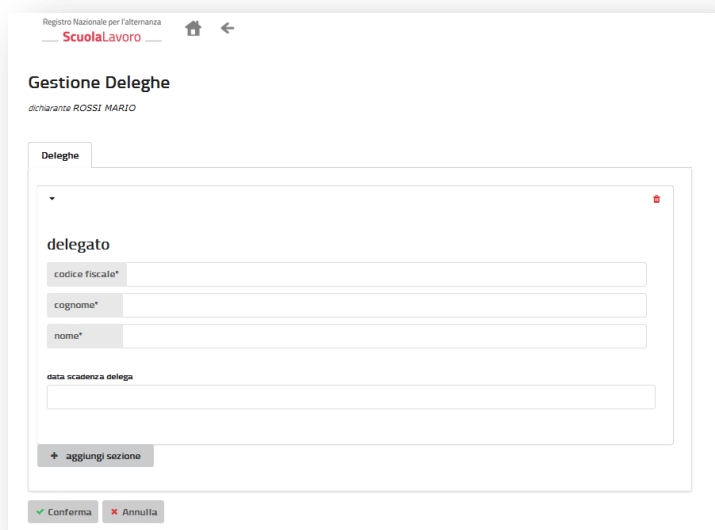 Registro Nazionale per l'alternanza
ScuolaLavoro
Gestione Deleghe
dichiarante ROSSI MARIO
Deleghe
delegato
codice fiscale*
cognome*
nome*
data scadenza delega
+ aggiungi sezione
Conferma Annulla